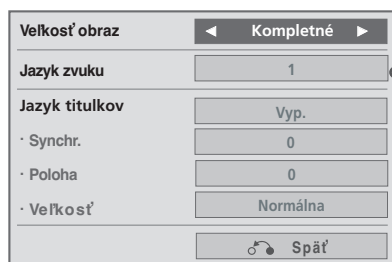 Veľkosť obraz ◄ Kompletné ►
Jazyk zvuku 1
Jazyk titulkov Vyp.
· Synchr. 0
· Poloha 0
· Veľkosť Normálna
Späť